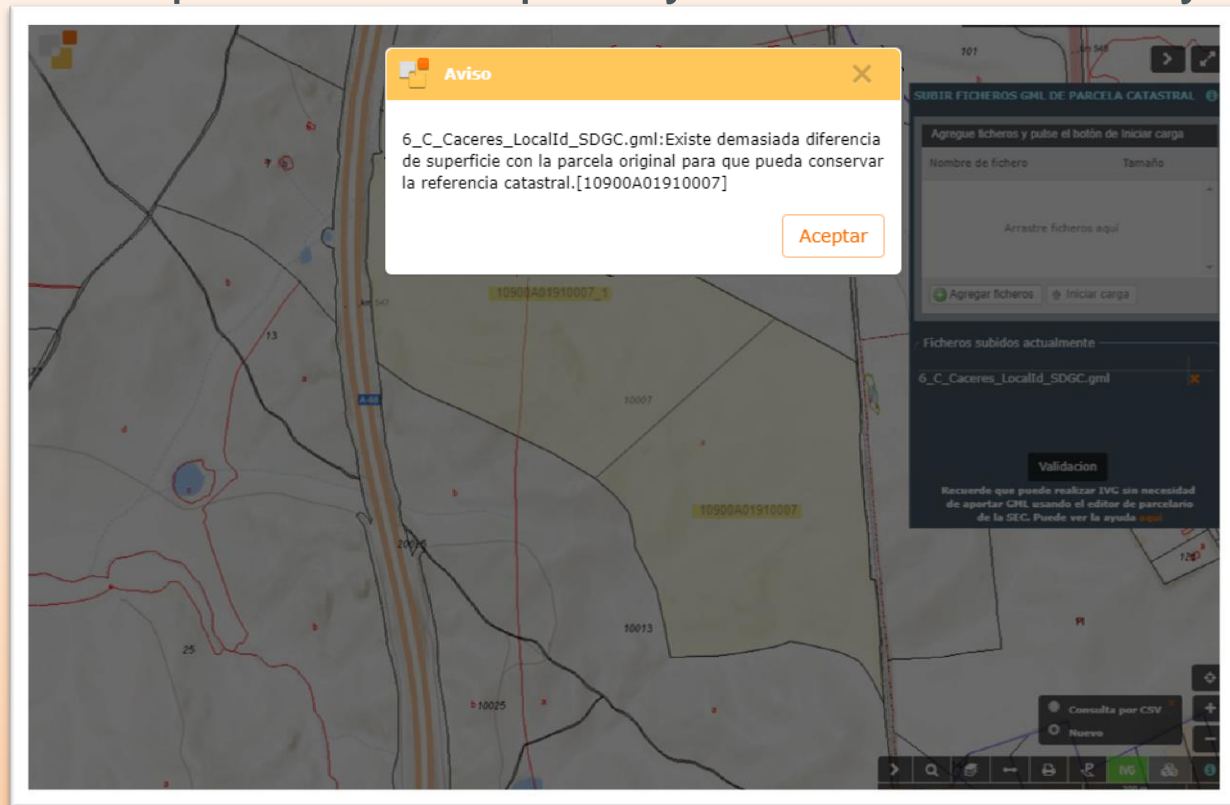 Aviso
6_C_Caceres_LocalId_SDGC.gml:Existe demasiada diferencia
de superficie con la parcela original para que pueda conservar
la referencia catastral.[10900A01910007]
Aceptar
101
km 548
SUBIR FICHEROS GML DE PARCELA CATASTRAL
Agregue ficheros y pulse el botón de Iniciar carga
Nombre de fichero Tamaño
Arrastre ficheros aquí
Agregar ficheros Iniciar carga
Ficheros subidos actualmente
6_C_Caceres_LocalId_SDGC.gml
Validacion
Recuerde que puede realizar IVG sin necesidad
de aportar GML usando el editor de parcelario
de la SEC. Puede ver la ayuda aquí
10900A01910007_1
km 547
13
a
b
A-66
10007
a
d
c
b
10900A01910007
10013
25
b
b 10025
a
a
a
Consulta por CSV
Nuevo
IVG